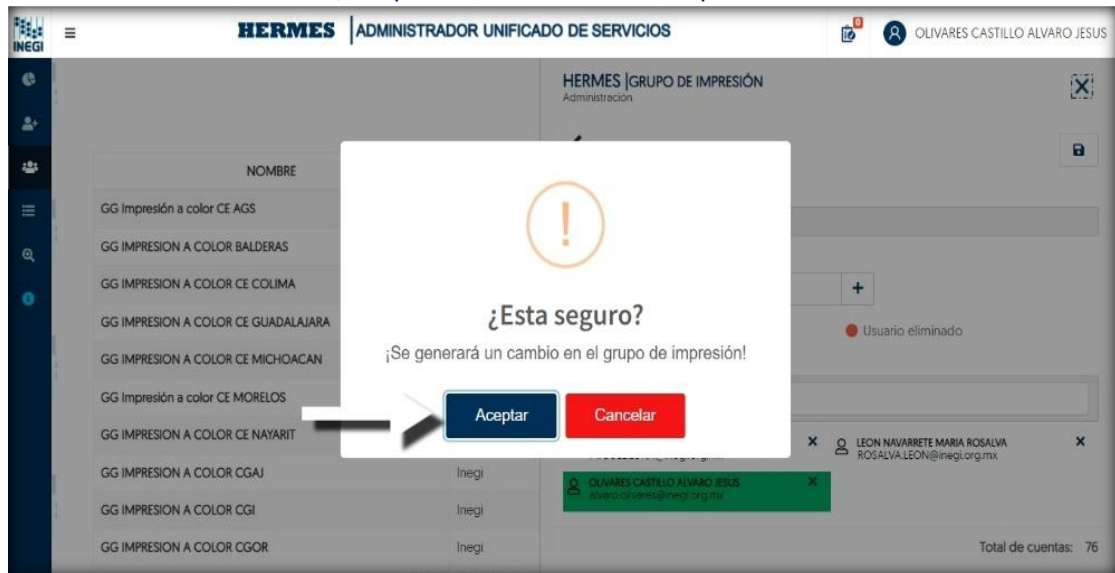 INEGI
HERMES | ADMINISTRADOR UNIFICADO DE SERVICIOS
0
OLIVARES CASTILLO ALVARO JESUS
HERMES |GRUPO DE IMPRESIÓN
Administración
NOMBRE
GG Impresión a color CE AGS
GG IMPRESION A COLOR BALDERAS
GG IMPRESION A COLOR CE COLIMA
GG IMPRESION A COLOR CE GUADALAJARA
GG IMPRESION A COLOR CE MICHOACAN
GG Impresión a color CE MORELOS
GG IMPRESION A COLOR CE NAYARIT
GG IMPRESION A COLOR CGAJ Inegi
GG IMPRESION A COLOR CGI Inegi
GG IMPRESION A COLOR CGOR Inegi
¿Esta seguro?
¡Se generará un cambio en el grupo de impresión!
Aceptar Cancelar
Usuario eliminado
LEON NAVARRETE MARIA ROSALVA
ROSALVA.LEON@inegi.org.mx
OLIVARES CASTILLO ALVARO JESUS
alvaro.olivares@inegi.org.mx
Total de cuentas: 76